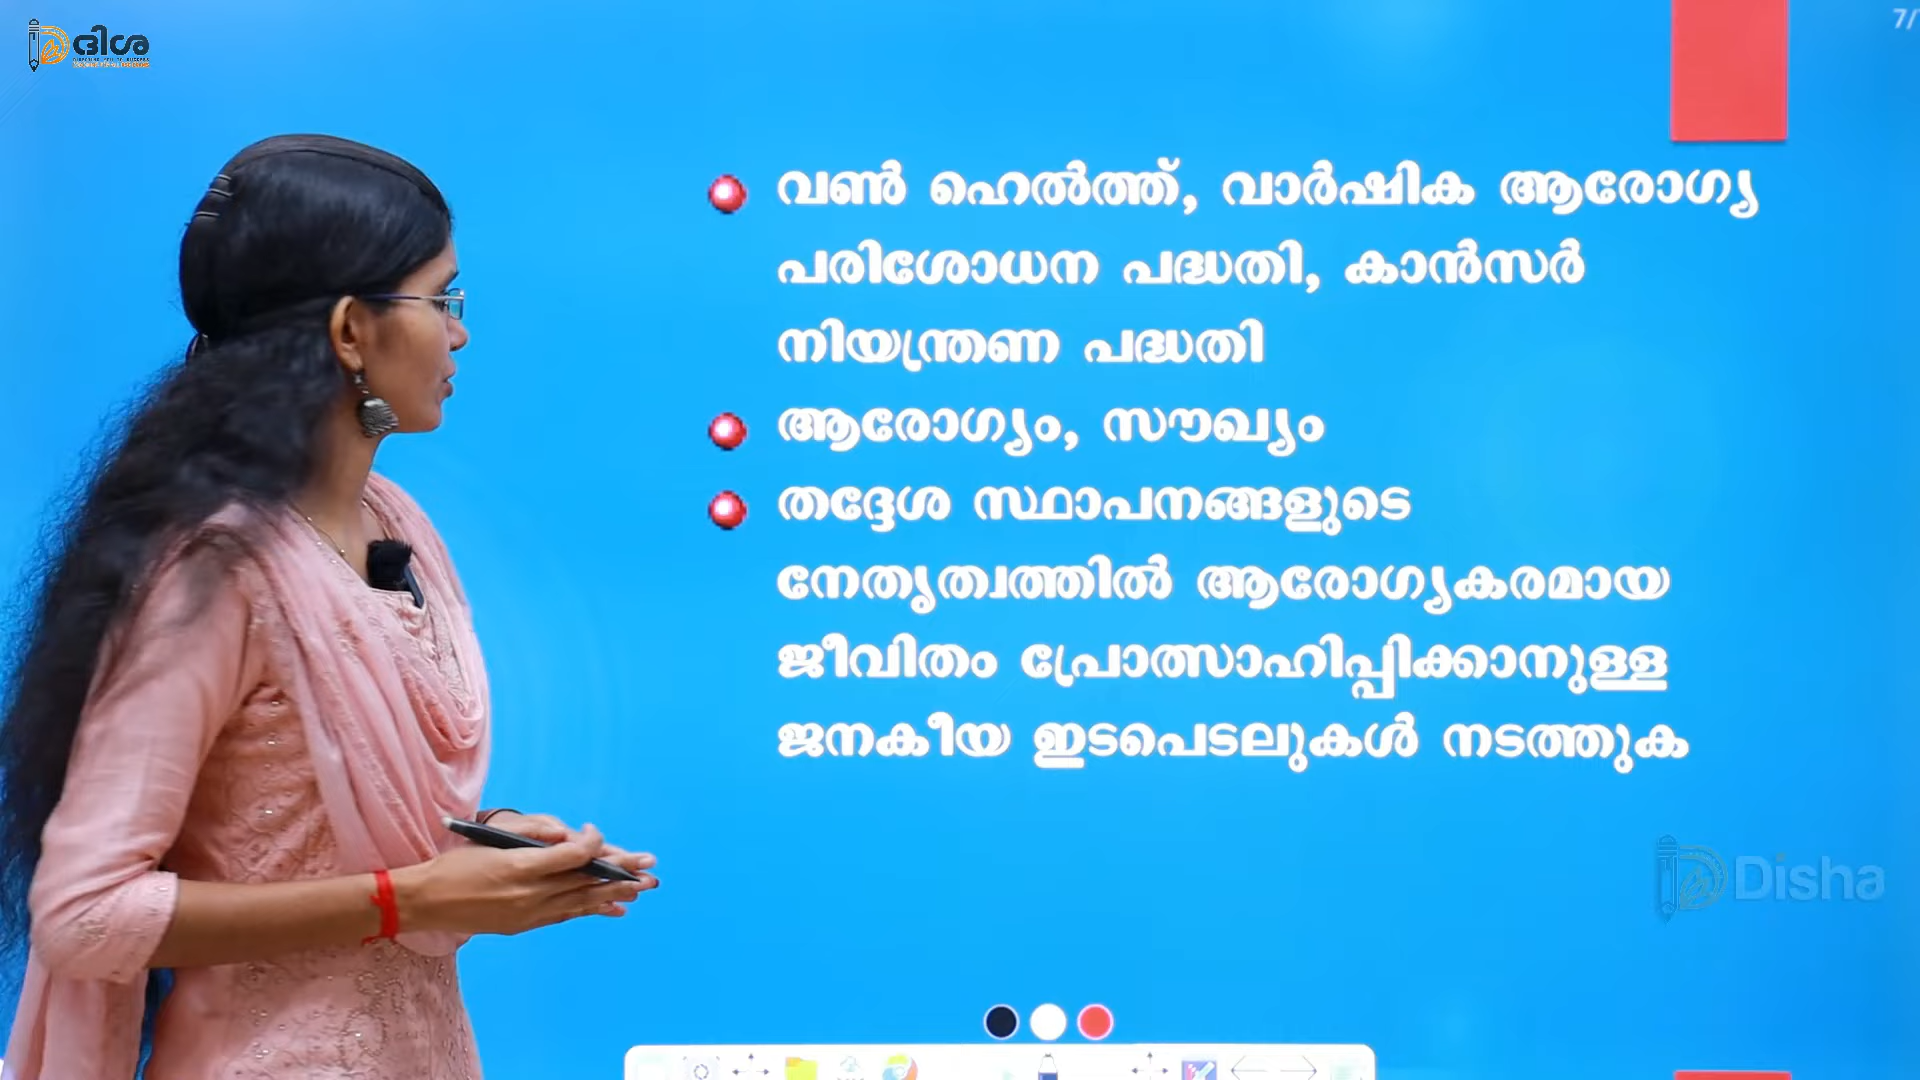 ദിശ
7/
വൺ ഹെൽത്ത്, വാർഷിക ആരോഗ്യ
പരിശോധന പദ്ധതി, കാൻസർ
നിയന്ത്രണ പദ്ധതി
ആരോഗ്യം, സൗഖ്യം
തദ്ദേശ സ്ഥാപനങ്ങളുടെ
നേതൃത്വത്തിൽ ആരോഗ്യകരമായ
ജീവിതം പ്രോത്സാഹിപ്പിക്കാനുള്ള
ജനകീയ ഇടപെടലുകൾ നടത്തുക
Disha